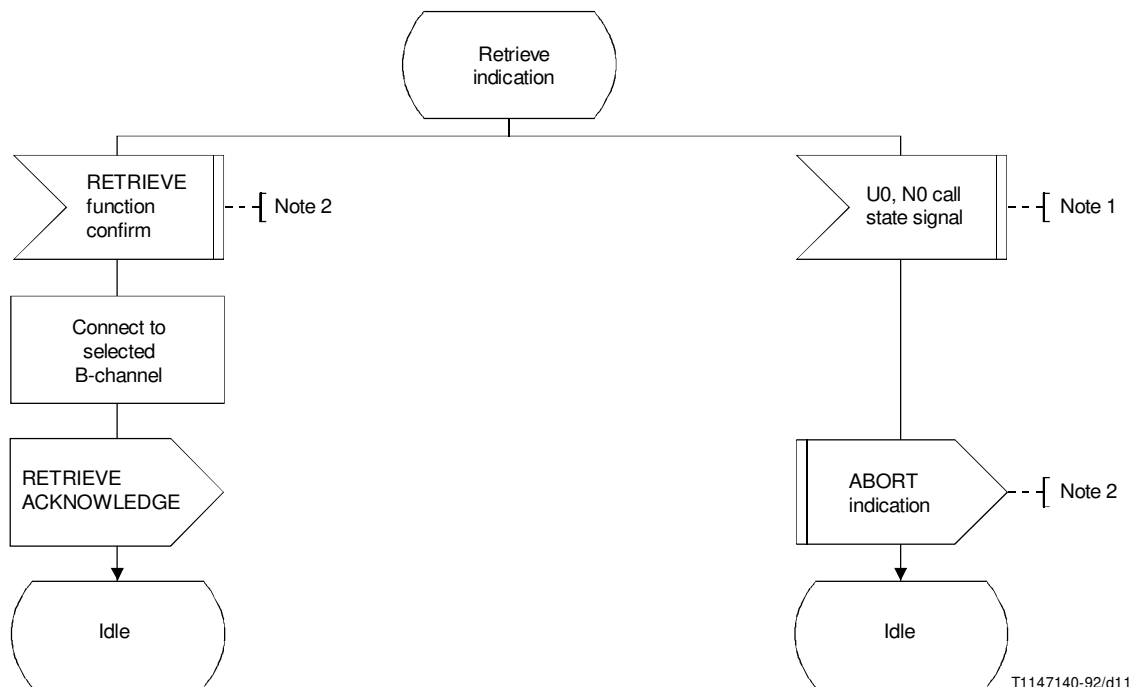 Retrieve
indication
RETRIEVE
function
confirm
Note 2
U0, N0 call
state signal
Note 1
Connect to
selected
B-channel
RETRIEVE
ACKNOWLEDGE
ABORT
indication
Note 2
Idle
Idle
T1147140-92/d11